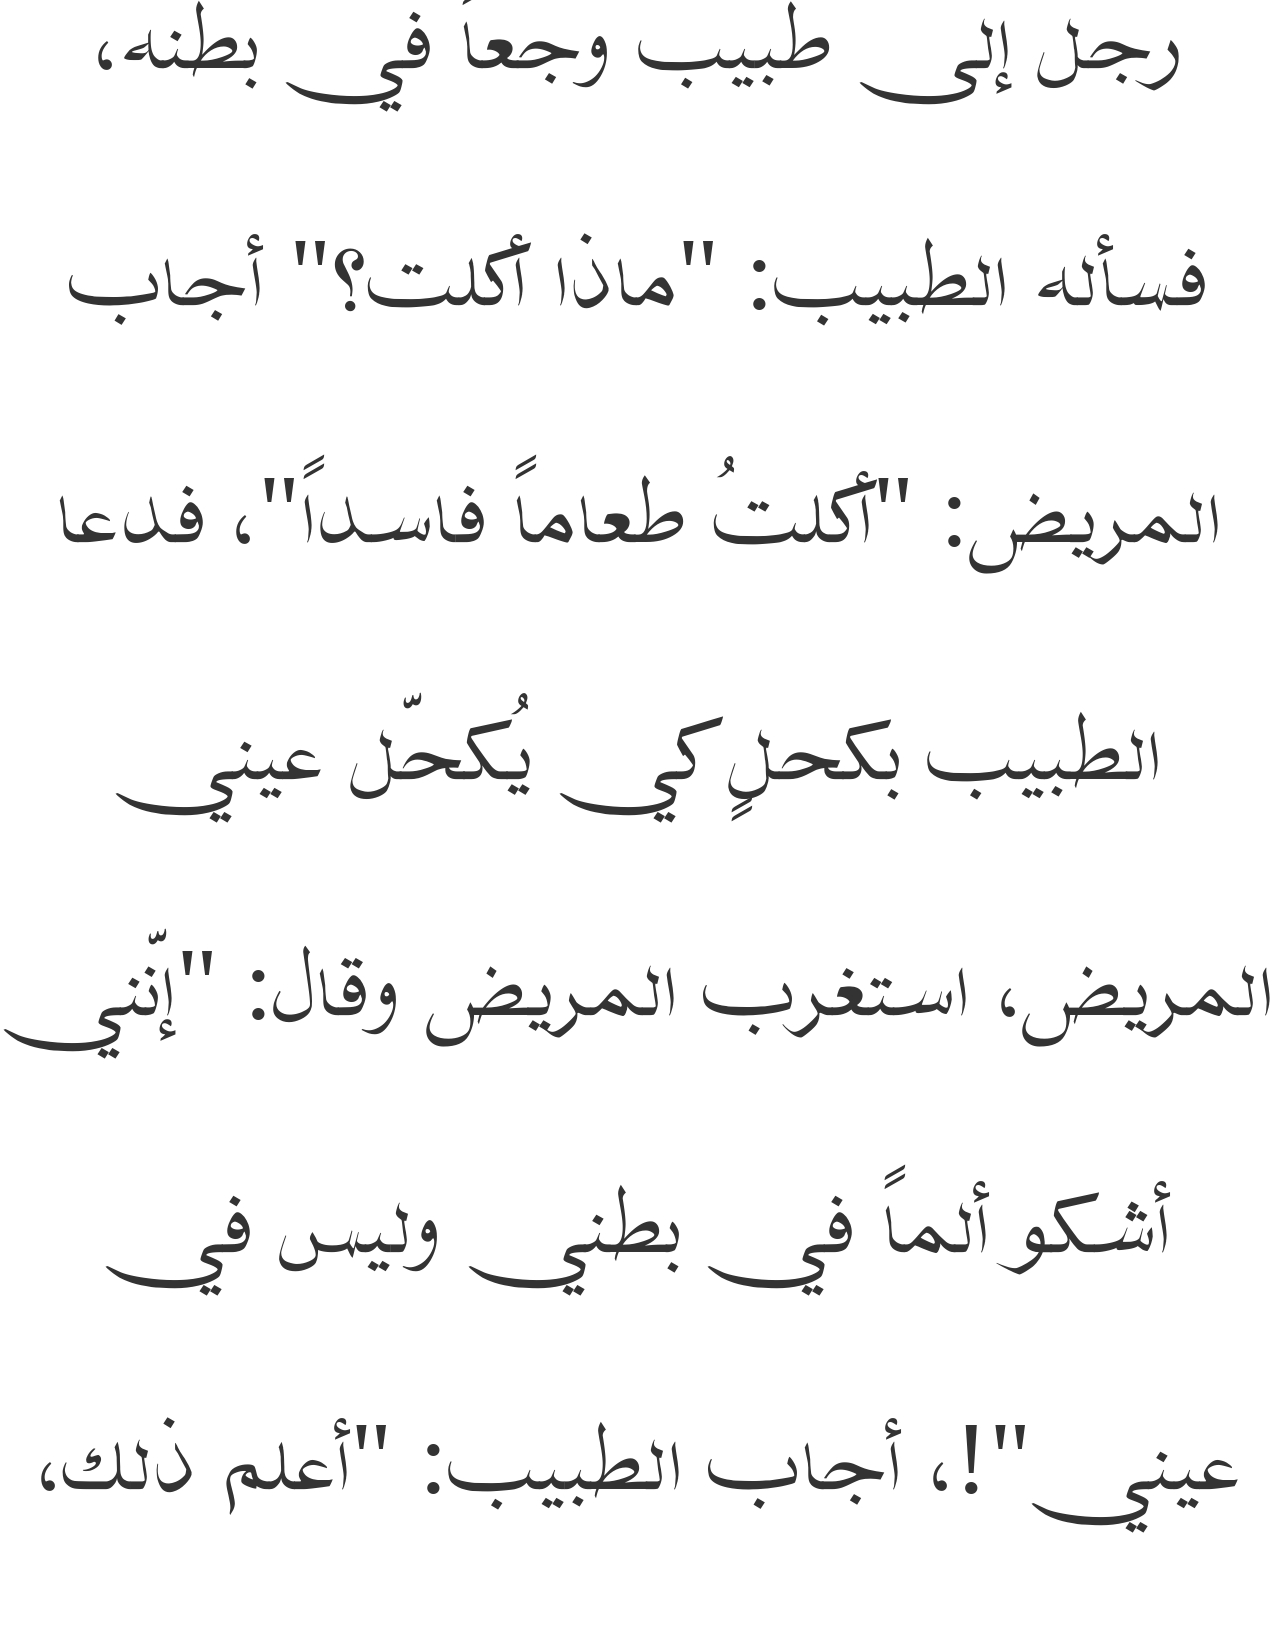 رجل إلى طبيب وجعاً في بطنه،
فسأله الطبيب: "ماذا أكلت؟" أجاب
المريض: "أكلتُ طعاماً فاسداً"، فدعا
الطبيب بكحلٍ كي يُكحّل عيني
المريض، استغرب المريض وقال: "إنّني
أشكو ألماً في بطني وليس في
عيني"!، أجاب الطبيب: "أعلم ذلك،